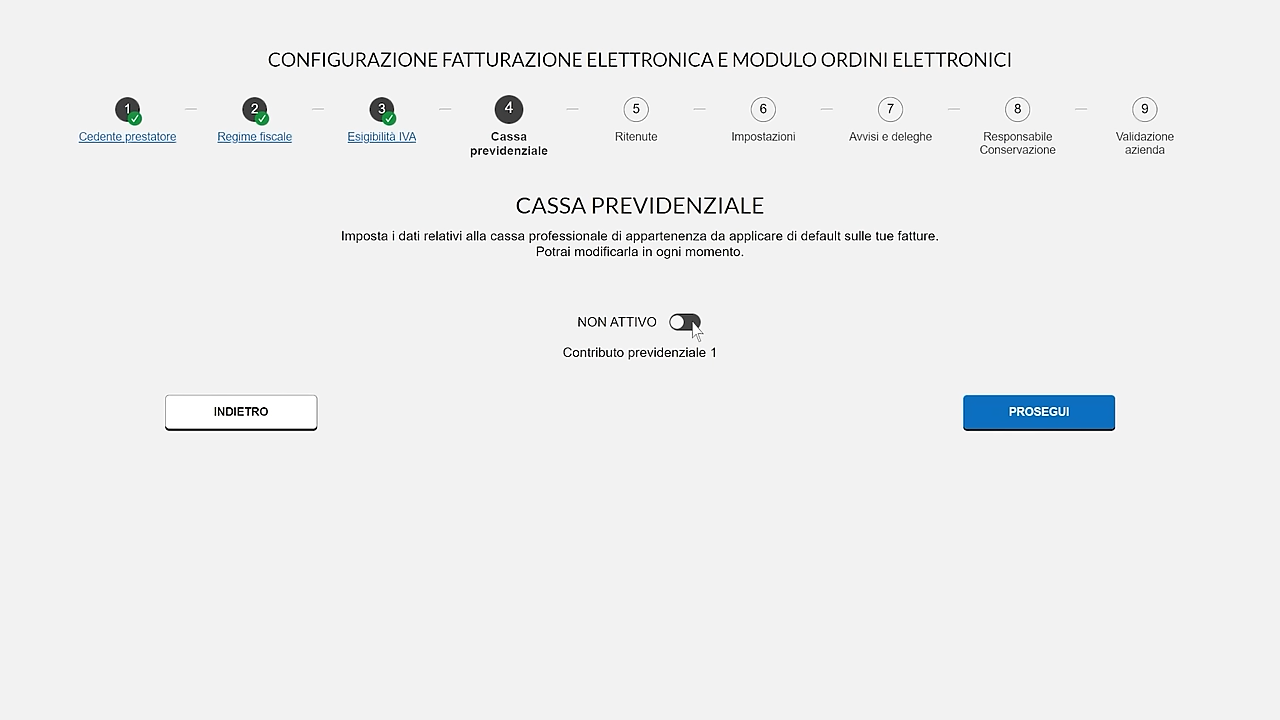 CONFIGURAZIONE FATTURAZIONE ELETTRONICA E MODULO ORDINI ELETTRONICI
1
Cedente prestatore
2
Regime fiscale
3
Esigibilità IVA
4
Cassa
previdenziale
5
Ritenute
6
Impostazioni
7
Avvisi e deleghe
8
Responsabile
Conservazione
9
Validazione
azienda
CASSA PREVIDENZIALE
Imposta i dati relativi alla cassa professionale di appartenenza da applicare di default sulle tue fatture.
Potrai modificarla in ogni momento.
NON ATTIVO
Contributo previdenziale 1
INDIETRO
PROSEGUI